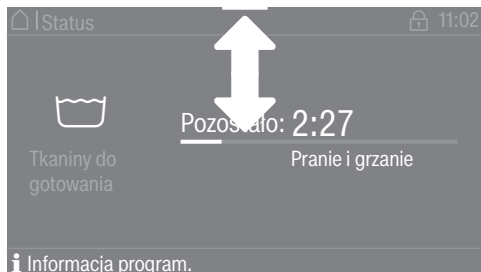 Status
11:02
Pozostało: 2:27
Tkaniny do
gotowania
Pranie i grzanie
Informacja program.